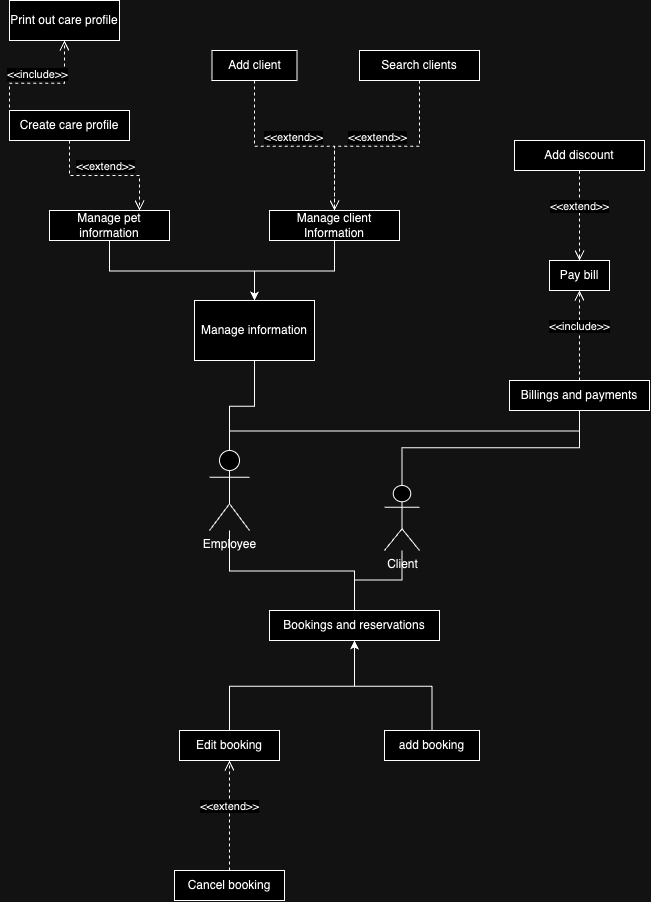 Print out care profile
<<include>>
Add client
Search clients
Create care profile
<<extend>>
<<extend>>
<<extend>>
Add discount
<<extend>>
Manage pet
information
Manage client
Information
Pay bill
<<include>>
Manage information
Billings and payments
Employee
Client
Bookings and reservations
Edit booking
add booking
<<extend>>
Cancel booking